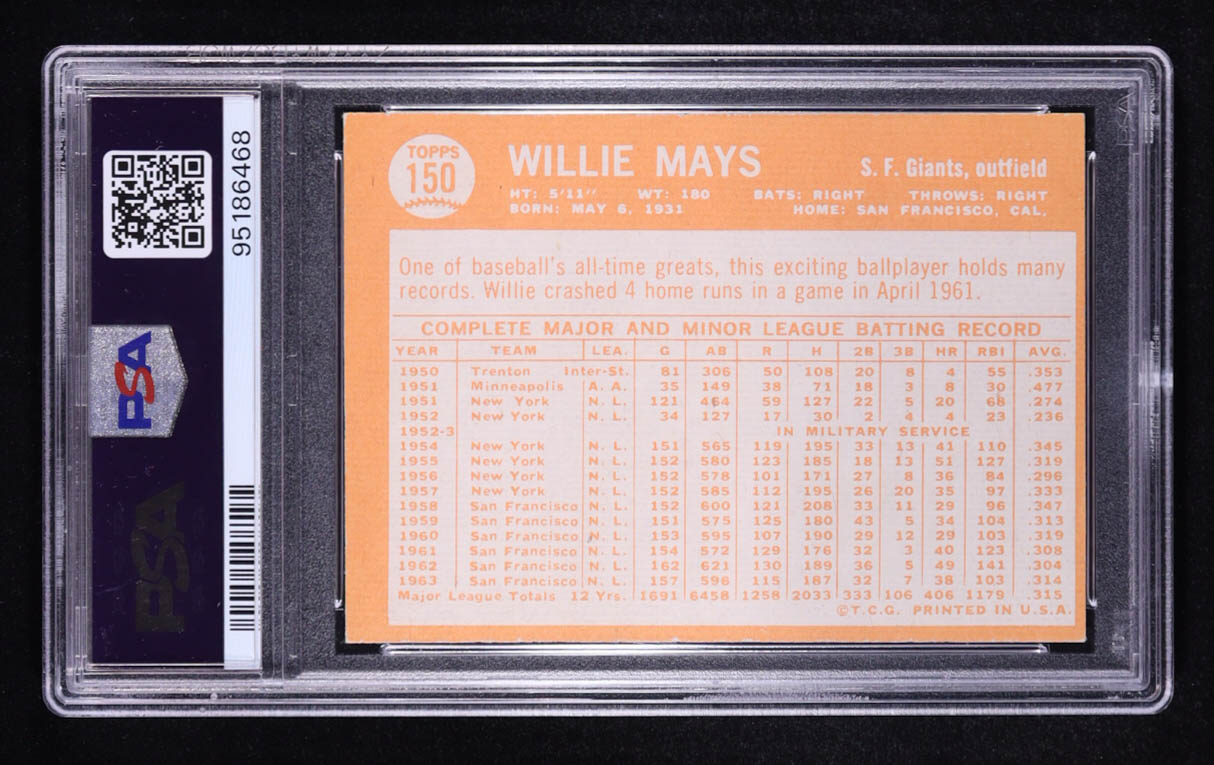 95186468
PSA
PSA
TOPPS
150
WILLIE MAYS
S. F. Giants, outfield
HT: 5'11" WT: 180 BATS: RIGHT THROWS: RIGHT
BORN: MAY 6, 1931 HOME: SAN FRANCISCO, CAL.
One of baseball's all-time greats, this exciting ballplayer holds many
records. Willie crashed 4 home runs in a game in April 1961.
COMPLETE MAJOR AND MINOR LEAGUE BATTING RECORD
YEAR TEAM LEA. G AB R H 2B 3B HR RBI AVG.
1950 Trenton Inter-St. 81 306 50 108 20 8 4 55 .353
1951 Minneapolis A. A. 35 149 38 71 18 3 8 30 .477
1951 New York N. L. 121 464 59 127 22 5 20 68 .274
1952 New York N. L. 34 127 17 30 2 4 4 23 .236
1952-3 IN MILITARY SERVICE
1954 New York N. L. 151 565 119 195 33 13 41 110 .345
1955 New York N. L. 152 580 123 185 18 13 51 127 .319
1956 New York N. L. 152 578 101 171 27 8 36 84 .296
1957 New York N. L. 152 585 112 195 26 20 35 97 .333
1958 San Francisco N. L. 152 600 121 208 33 11 29 96 .347
1959 San Francisco N. L. 151 575 125 180 43 5 34 104 .313
1960 San Francisco N. L. 153 595 107 190 29 12 29 103 .319
1961 San Francisco N. L. 154 572 129 176 32 3 40 123 .308
1962 San Francisco N. L. 162 621 130 189 36 5 49 141 .304
1963 San Francisco N. L. 157 596 115 187 32 7 38 103 .314
Major League Totals 12 Yrs. 1691 6458 1258 2033 333 106 406 1179 .315
©T.C.G. PRINTED IN U.S.A.